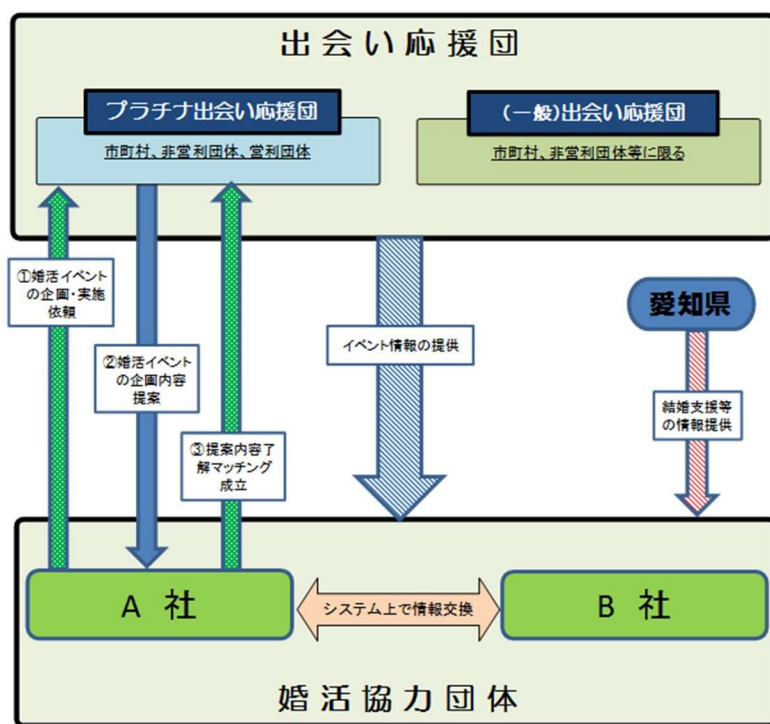 出会い応援団
プラチナ出会い応援団
市町村、非営利団体、営利団体
(一般)出会い応援団
市町村、非営利団体等に限る
①婚活イベント
の企画・実施
依頼
②婚活イベント
の企画内容
提案
③提案内容了
解マッチング
成立
イベント情報の提供
愛知県
結婚支援等
の情報提供
A 社
システム上で情報交換
B 社
婚活協力団体